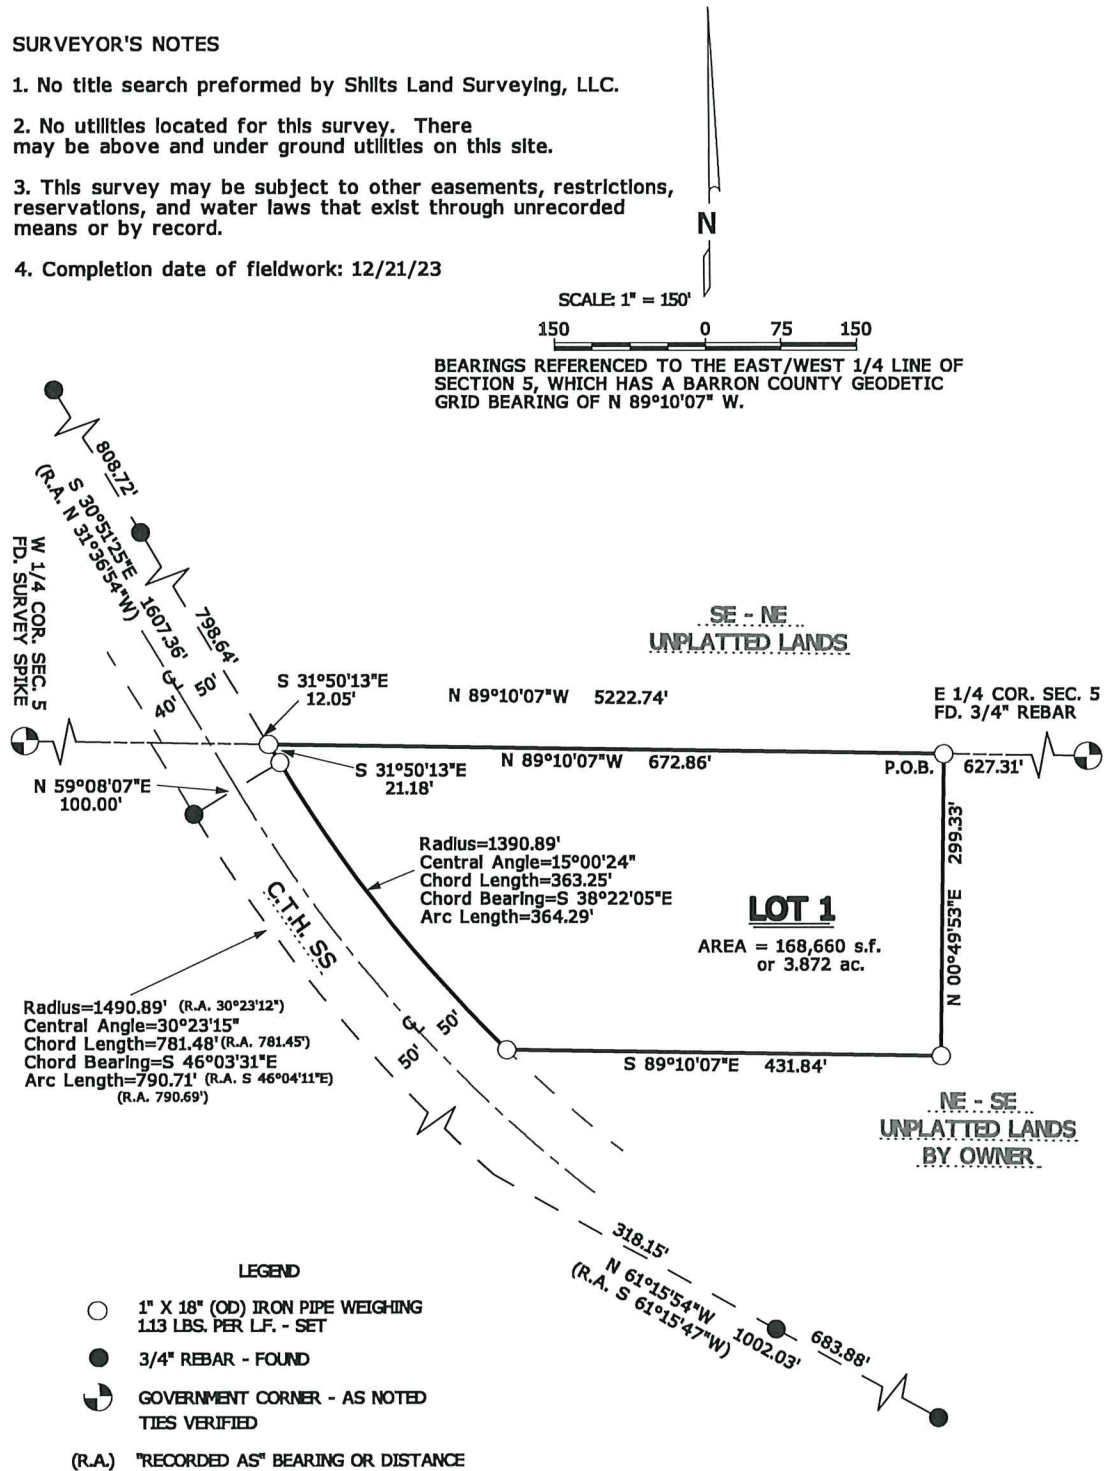 SURVEYOR'S NOTES
1. No title search preformed by Shilts Land Surveying, LLC.
2. No utilities located for this survey. There
may be above and under ground utilities on this site.
3. This survey may be subject to other easements, restrictions,
reservations, and water laws that exist through unrecorded
means or by record.
4. Completion date of fieldwork: 12/21/23
N
SCALE: 1" = 150'
150 0 75 150
BEARINGS REFERENCED TO THE EAST/WEST 1/4 LINE OF
SECTION 5, WHICH HAS A BARRON COUNTY GEODETIC
GRID BEARING OF N 89°10'07" W.
808.72'
S 30°51'25"E 1607.36'
(R.A. N 31°36'54"W)
798.64'
W 1/4 COR. SEC. 5
FD. SURVEY SPIKE
50'
40'
SE - NE
UNPLATTED LANDS
S 31°50'13"E
12.05'
N 89°10'07"W 5222.74'
E 1/4 COR. SEC. 5
FD. 3/4" REBAR
N 89°10'07"W 672.86'
P.O.B.
627.31'
S 31°50'13"E
21.18'
N 59°08'07"E
100.00'
Radius=1390.89'
Central Angle=15°00'24"
Chord Length=363.25'
Chord Bearing=S 38°22'05"E
Arc Length=364.29'
N 00°49'53"E 299.33'
LOT 1
AREA = 168,660 s.f.
or 3.872 ac.
C.T.H. SS
Radius=1490.89' (R.A. 30°23'12")
Central Angle=30°23'15"
Chord Length=781.48' (R.A. 781.45')
Chord Bearing=S 46°03'31"E
Arc Length=790.71' (R.A. S 46°04'11"E)
(R.A. 790.69')
50'
50'
S 89°10'07"E 431.84'
NE - SE
UNPLATTED LANDS
BY OWNER
318.15'
N 61°15'54"W 1002.03'
(R.A. S 61°15'47"W)
683.88'
LEGEND
1" X 18" (OD) IRON PIPE WEIGHING
1.13 LBS. PER L.F. - SET
3/4" REBAR - FOUND
GOVERNMENT CORNER - AS NOTED
TIES VERIFIED
(R.A.) "RECORDED AS" BEARING OR DISTANCE